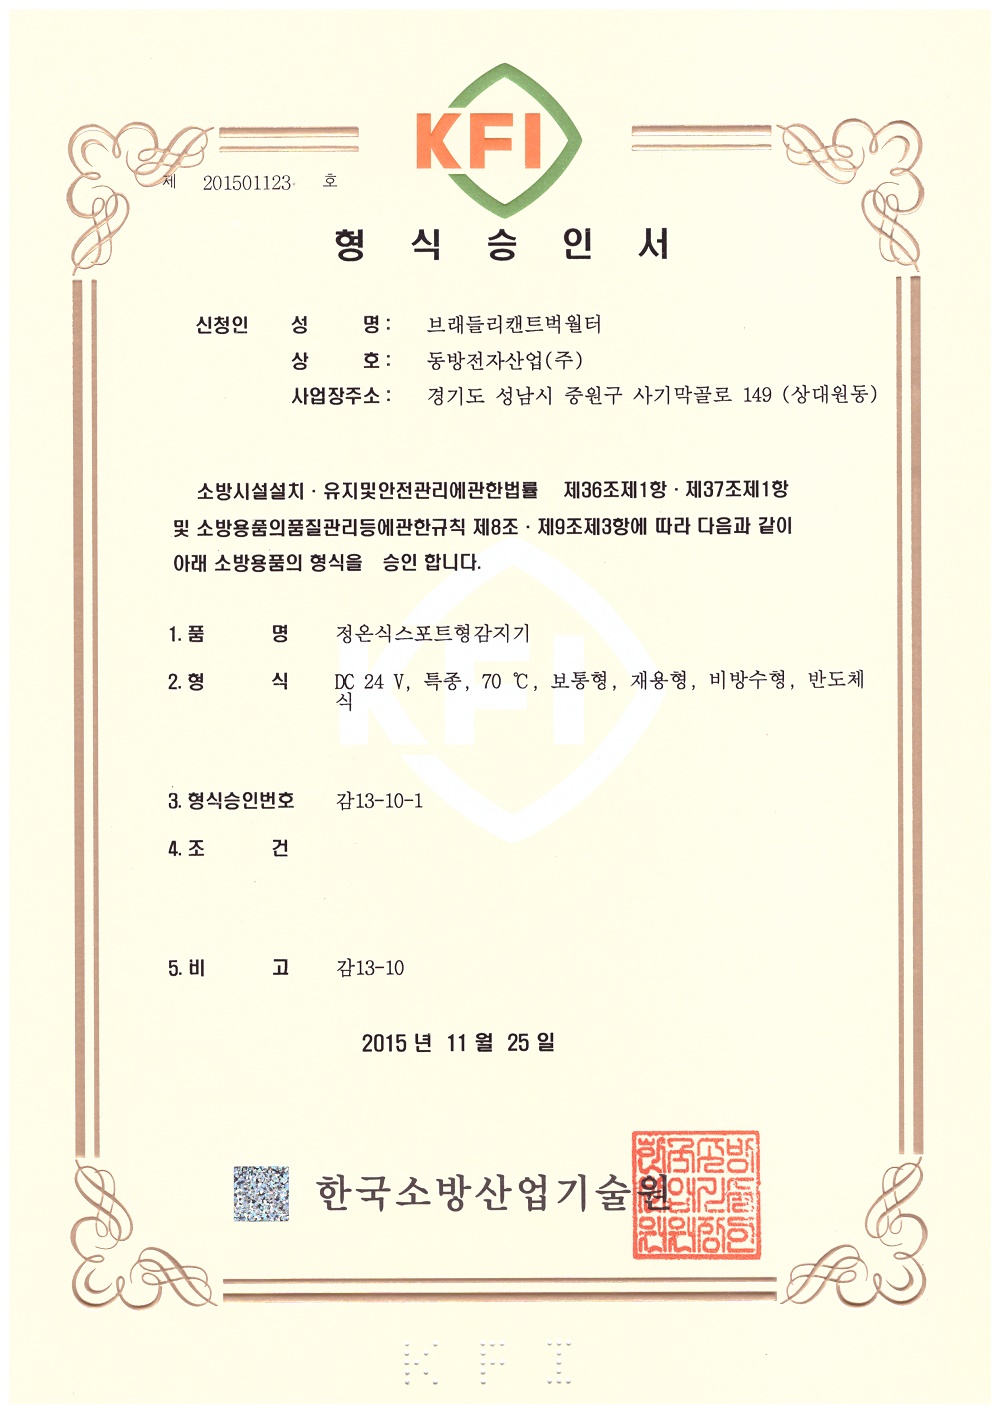 KFI
제 201501123 호
형 식 승 인 서
신청인 성 명 : 브래들리캔트벅월터
상 호 : 동방전자산업(주)
사업장주소 : 경기도 성남시 중원구 사기막골로 149 (상대원동)
소방시설설치 · 유지및안전관리에관한법률 제36조제1항 · 제37조제1항
및 소방용품의품질관리등에관한규칙 제8조 · 제9조제3항에 따라 다음과 같이
아래 소방용품의 형식을 승인 합니다.
KFI
1. 품 명 정온식스포트형감지기
2. 형 식 DC 24 V, 특종, 70 ℃, 보통형, 재용형, 비방수형, 반도체
식
3. 형식승인번호 감13-10-1
4. 조 건
5. 비 고 감13-10
2015 년 11 월 25 일
한국소방산업기술원
KFI